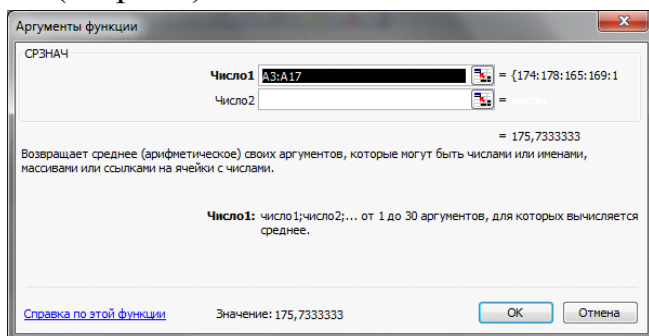 Аргументы функции
СРЗНАЧ
Число1 A3:A17 = {174:178:165:169:1
Число2 =
= 175,7333333
Возвращает среднее (арифметическое) своих аргументов, которые могут быть числами или именами,
массивами или ссылками на ячейки с числами.
Число1: число1;число2;... от 1 до 30 аргументов, для которых вычисляется
среднее.
Справка по этой функции Значение: 175,7333333 ОК Отмена